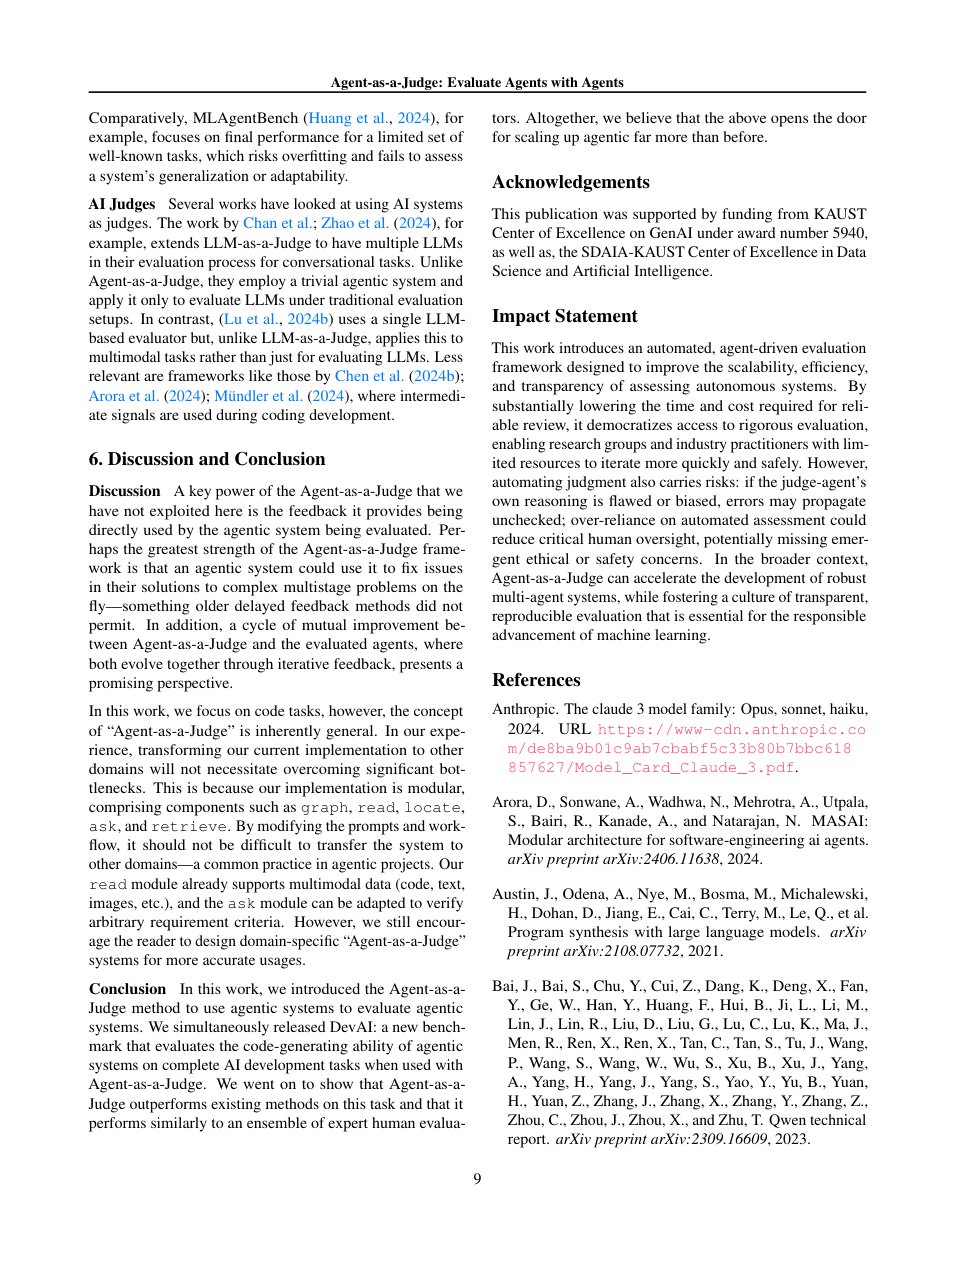 Agent-as-a-Judge: Evaluate Agents with Agents
Comparatively, MLAgentBench (Huang et al., 2024), for
example, focuses on final performance for a limited set of
well-known tasks, which risks overfitting and fails to assess
a system's generalization or adaptability.
AI Judges Several works have looked at using AI systems
as judges. The work by Chan et al.; Zhao et al. (2024), for
example, extends LLM-as-a-Judge to have multiple LLMs
in their evaluation process for conversational tasks. Unlike
Agent-as-a-Judge, they employ a trivial agentic system and
apply it only to evaluate LLMs under traditional evaluation
setups. In contrast, (Lu et al., 2024b) uses a single LLM-
based evaluator but, unlike LLM-as-a-Judge, applies this to
multimodal tasks rather than just for evaluating LLMs. Less
relevant are frameworks like those by Chen et al. (2024b);
Arora et al. (2024); Mündler et al. (2024), where intermedi-
ate signals are used during coding development.
6. Discussion and Conclusion
Discussion A key power of the Agent-as-a-Judge that we
have not exploited here is the feedback it provides being
directly used by the agentic system being evaluated. Per-
haps the greatest strength of the Agent-as-a-Judge frame-
work is that an agentic system could use it to fix issues
in their solutions to complex multistage problems on the
fly—something older delayed feedback methods did not
permit. In addition, a cycle of mutual improvement be-
tween Agent-as-a-Judge and the evaluated agents, where
both evolve together through iterative feedback, presents a
promising perspective.
In this work, we focus on code tasks, however, the concept
of “Agent-as-a-Judge” is inherently general. In our expe-
rience, transforming our current implementation to other
domains will not necessitate overcoming significant bot-
tlenecks. This is because our implementation is modular,
comprising components such as graph, read, locate,
ask, and retrieve. By modifying the prompts and work-
flow, it should not be difficult to transfer the system to
other domains—a common practice in agentic projects. Our
read module already supports multimodal data (code, text,
images, etc.), and the ask module can be adapted to verify
arbitrary requirement criteria. However, we still encour-
age the reader to design domain-specific “Agent-as-a-Judge”
systems for more accurate usages.
Conclusion In this work, we introduced the Agent-as-a-
Judge method to use agentic systems to evaluate agentic
systems. We simultaneously released DevAI: a new bench-
mark that evaluates the code-generating ability of agentic
systems on complete AI development tasks when used with
Agent-as-a-Judge. We went on to show that Agent-as-a-
Judge outperforms existing methods on this task and that it
performs similarly to an ensemble of expert human evalua-
tors. Altogether, we believe that the above opens the door
for scaling up agentic far more than before.
Acknowledgements
This publication was supported by funding from KAUST
Center of Excellence on GenAI under award number 5940,
as well as, the SDAIA-KAUST Center of Excellence in Data
Science and Artificial Intelligence.
Impact Statement
This work introduces an automated, agent-driven evaluation
framework designed to improve the scalability, efficiency,
and transparency of assessing autonomous systems. By
substantially lowering the time and cost required for reli-
able review, it democratizes access to rigorous evaluation,
enabling research groups and industry practitioners with lim-
ited resources to iterate more quickly and safely. However,
automating judgment also carries risks: if the judge-agent's
own reasoning is flawed or biased, errors may propagate
unchecked; over-reliance on automated assessment could
reduce critical human oversight, potentially missing emer-
gent ethical or safety concerns. In the broader context,
Agent-as-a-Judge can accelerate the development of robust
multi-agent systems, while fostering a culture of transparent,
reproducible evaluation that is essential for the responsible
advancement of machine learning.
References
Anthropic. The claude 3 model family: Opus, sonnet, haiku,
2024. URL https://www-cdn.anthropic.co
m/de8ba9b01c9ab7cbabf5c33b80b7bbc618
857627/Model_Card_Claude_3.pdf.
Arora, D., Sonwane, A., Wadhwa, N., Mehrotra, A., Utpala,
S., Bairi, R., Kanade, A., and Natarajan, N. MASAI:
Modular architecture for software-engineering ai agents.
arXiv preprint arXiv:2406.11638, 2024.
Austin, J., Odena, A., Nye, M., Bosma, M., Michalewski,
H., Dohan, D., Jiang, E., Cai, C., Terry, M., Le, Q., et al.
Program synthesis with large language models. arXiv
preprint arXiv:2108.07732, 2021.
Bai, J., Bai, S., Chu, Y., Cui, Z., Dang, K., Deng, X., Fan,
Y., Ge, W., Han, Y., Huang, F., Hui, B., Ji, L., Li, M.,
Lin, J., Lin, R., Liu, D., Liu, G., Lu, C., Lu, K., Ma, J.,
Men, R., Ren, X., Ren, X., Tan, C., Tan, S., Tu, J., Wang,
P., Wang, S., Wang, W., Wu, S., Xu, B., Xu, J., Yang,
A., Yang, H., Yang, J., Yang, S., Yao, Y., Yu, B., Yuan,
H., Yuan, Z., Zhang, J., Zhang, X., Zhang, Y., Zhang, Z.,
Zhou, C., Zhou, J., Zhou, X., and Zhu, T. Qwen technical
report. arXiv preprint arXiv:2309.16609, 2023.
9